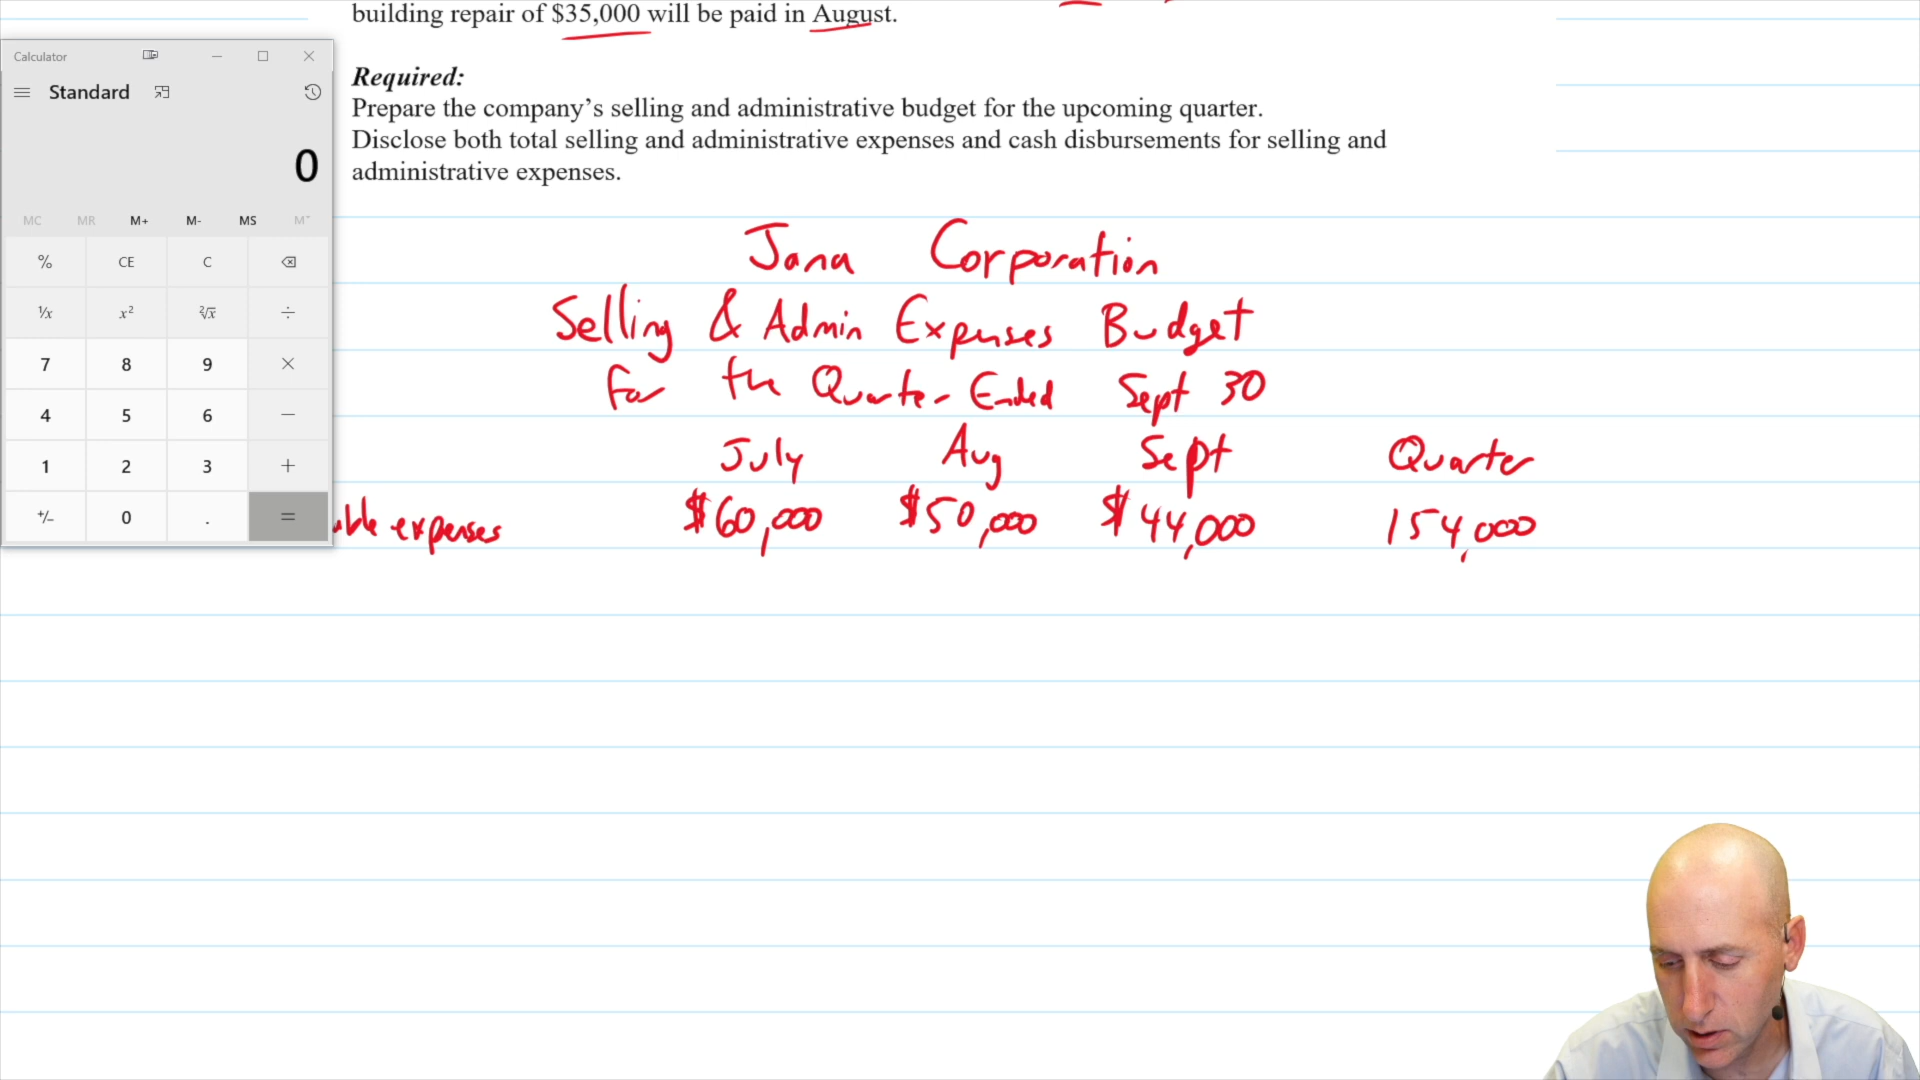 building repair of $35,000 will be paid in August.
Calculator
Standard
0
MC MR M+ M- MS M˅
% CE C
¹/x x² ²√x ÷
7 8 9 ×
4 5 6 −
1 2 3 +
+/− 0 . =
Required:
Prepare the company’s selling and administrative budget for the upcoming quarter.
Disclose both total selling and administrative expenses and cash disbursements for selling and
administrative expenses.
Jana Corporation
Selling & Admin Expenses Budget
For the Quarter Ended Sept 30
July Aug Sept Quarter
expenses $60,000 $50,000 $44,000 154,000